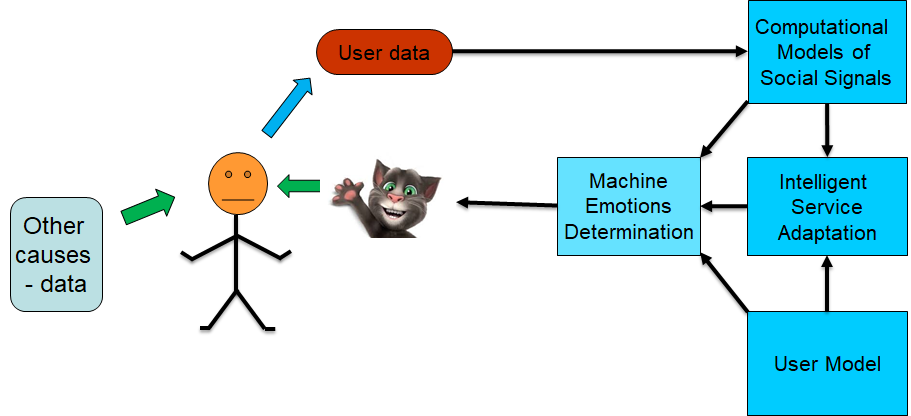 User data
Computational
Models of
Social Signals
Machine
Emotions
Determination
Intelligent
Service
Adaptation
Other
causes
- data
User Model